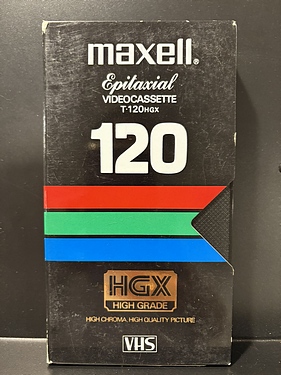 maxell®
Epitaxial
VIDEOCASSETTE
T-120HGX
120
HGX
HIGH GRADE
HIGH CHROMA, HIGH QUALITY PICTURE
VHS